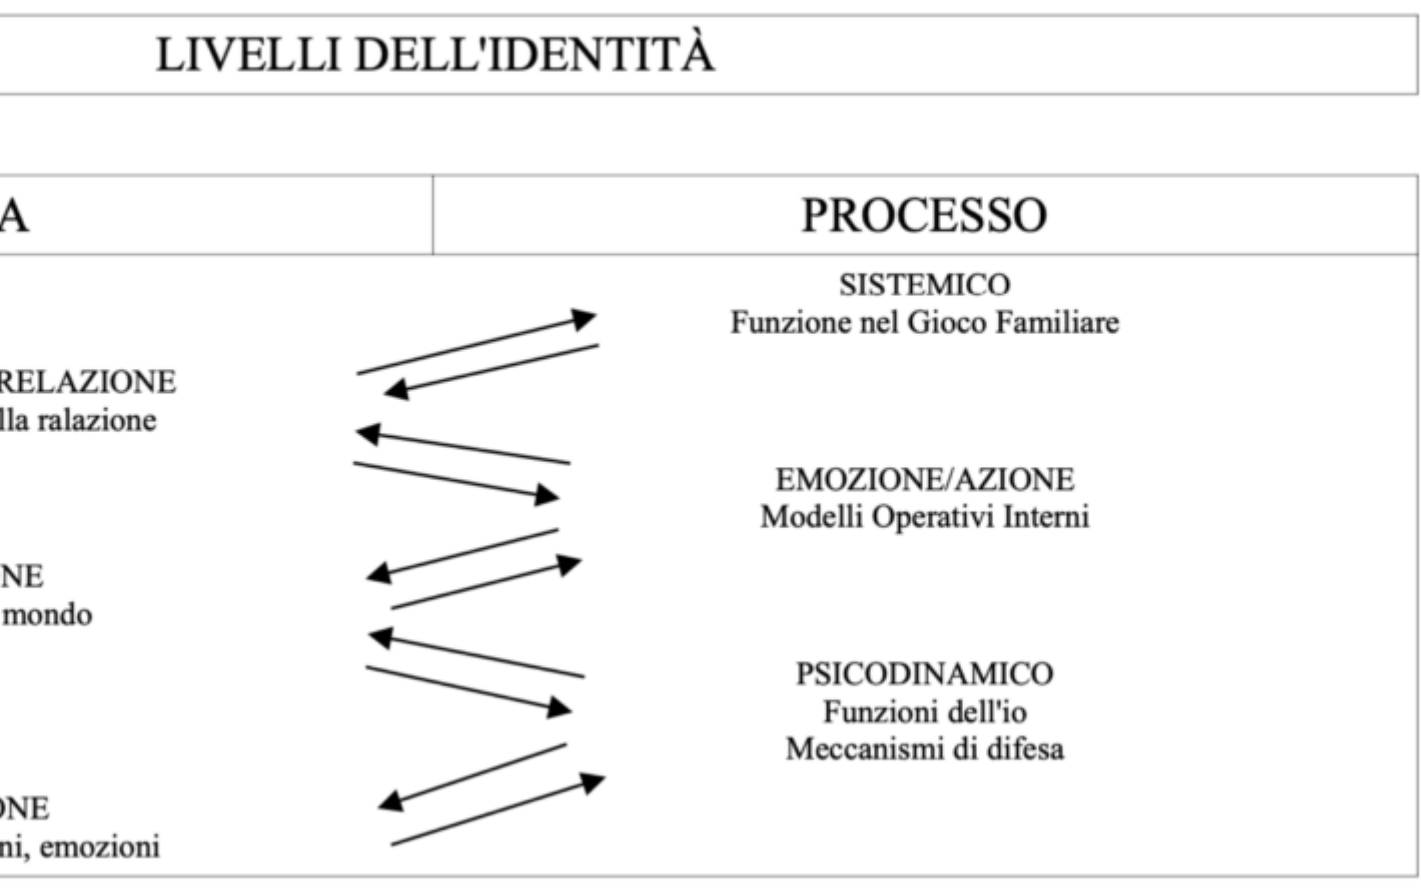 LIVELLI DELL'IDENTITÀ
A
PROCESSO
SISTEMICO
Funzione nel Gioco Familiare
RELAZIONE
lla ralazione
EMOZIONE/AZIONE
Modelli Operativi Interni
NE
mondo
PSICODINAMICO
Funzioni dell'io
Meccanismi di difesa
ONE
ni, emozioni